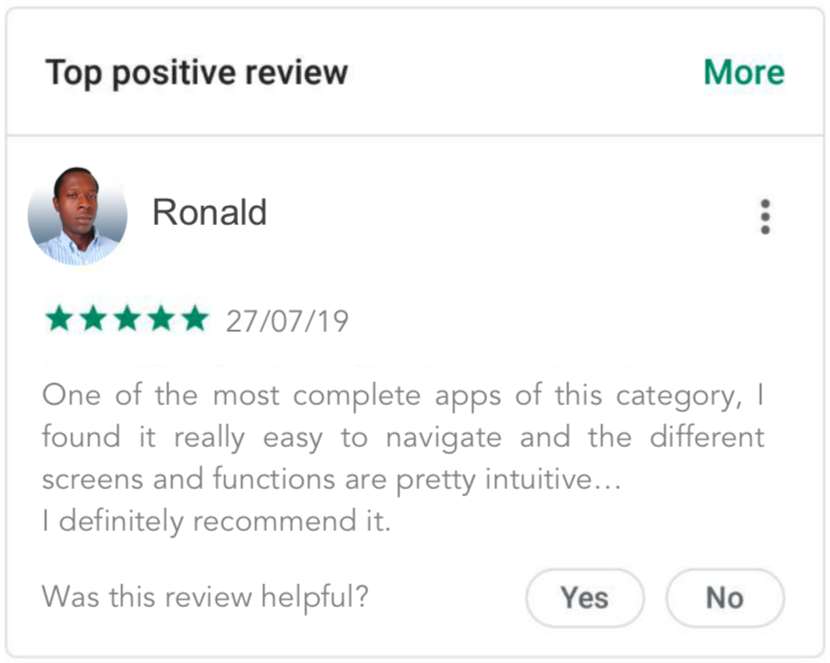 Top positive review
More
Ronald
27/07/19
One of the most complete apps of this category, I
found it really easy to navigate and the different
screens and functions are pretty intuitive...
I definitely recommend it.
Was this review helpful?
Yes
No